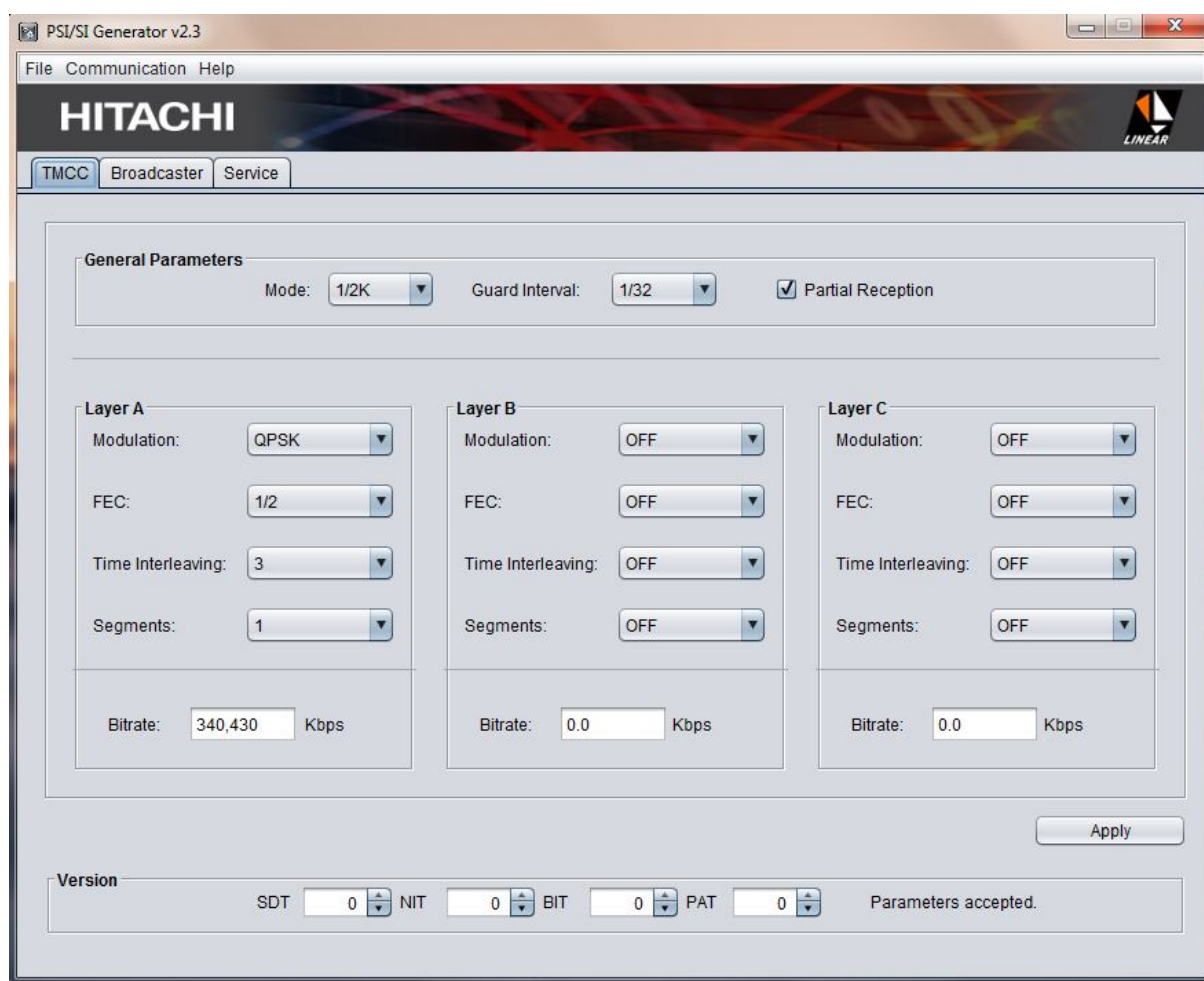 PSI/SI Generator v2.3
File Communication Help
HITACHI
LINEAR
TMCC Broadcaster Service
General Parameters
Mode: 1/2K Guard Interval: 1/32 Partial Reception
Layer A
Modulation: QPSK
FEC: 1/2
Time Interleaving: 3
Segments: 1
Bitrate: 340,430 Kbps
Layer B
Modulation: OFF
FEC: OFF
Time Interleaving: OFF
Segments: OFF
Bitrate: 0.0 Kbps
Layer C
Modulation: OFF
FEC: OFF
Time Interleaving: OFF
Segments: OFF
Bitrate: 0.0 Kbps
Apply
Version
SDT 0 NIT 0 BIT 0 PAT 0 Parameters accepted.